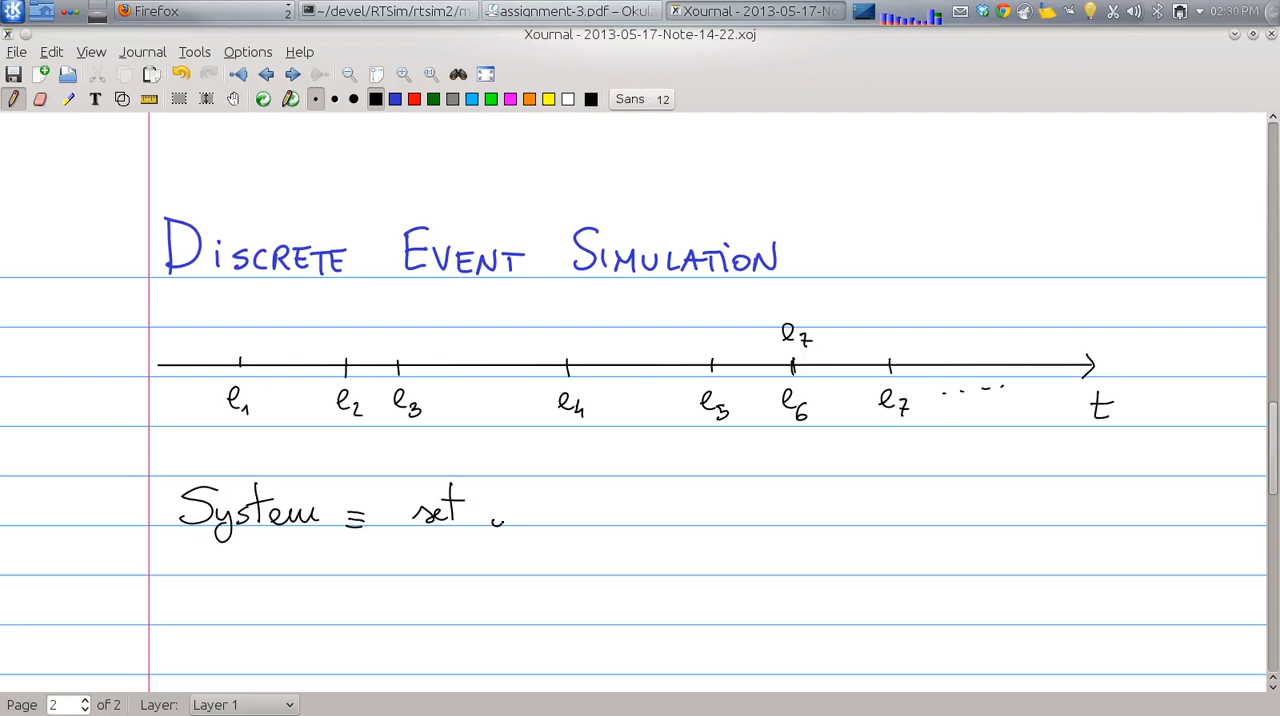 Firefox 2 ~/devel/RTSim/rtsim2/n assignment-3.pdf – Okula Xournal - 2013-05-17-No 02:30 PM
Xournal - 2013-05-17-Note-14-22.xoj
File Edit View Journal Tools Options Help
Sans 12
DISCRETE EVENT SIMULATION
e7
e1 e2 e3 e4 e5 e6 e7 ..... t
System ≡ set
Page 2 of 2 Layer: Layer 1